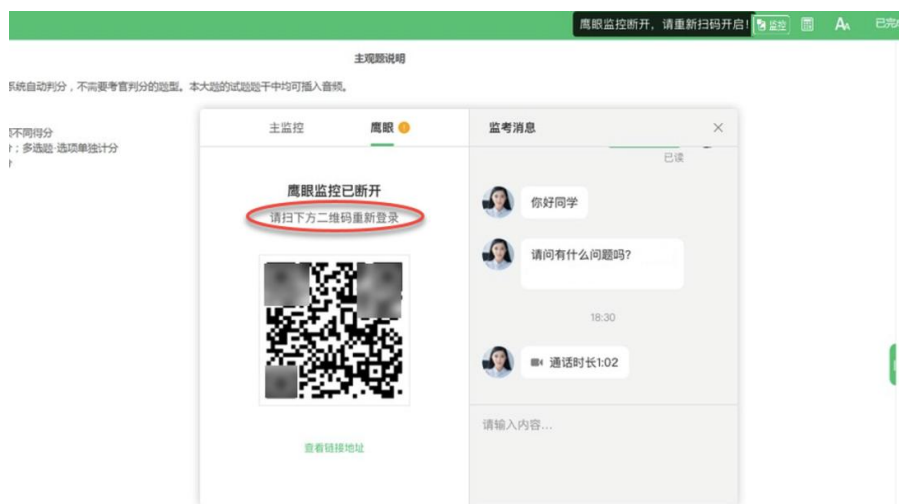 鹰眼监控断开，请重新扫码开启！
监控
已完
主观题说明
系统自动判分，不需要考官判分的题型。本大题的试题题干中均可插入音频。
不同得分
；多选题-选项单独计分
主监控
鹰眼
鹰眼监控已断开
请扫下方二维码重新登录
查看链接地址
监考消息
已读
你好同学
请问有什么问题吗？
18:30
通话时长1:02
请输入内容...